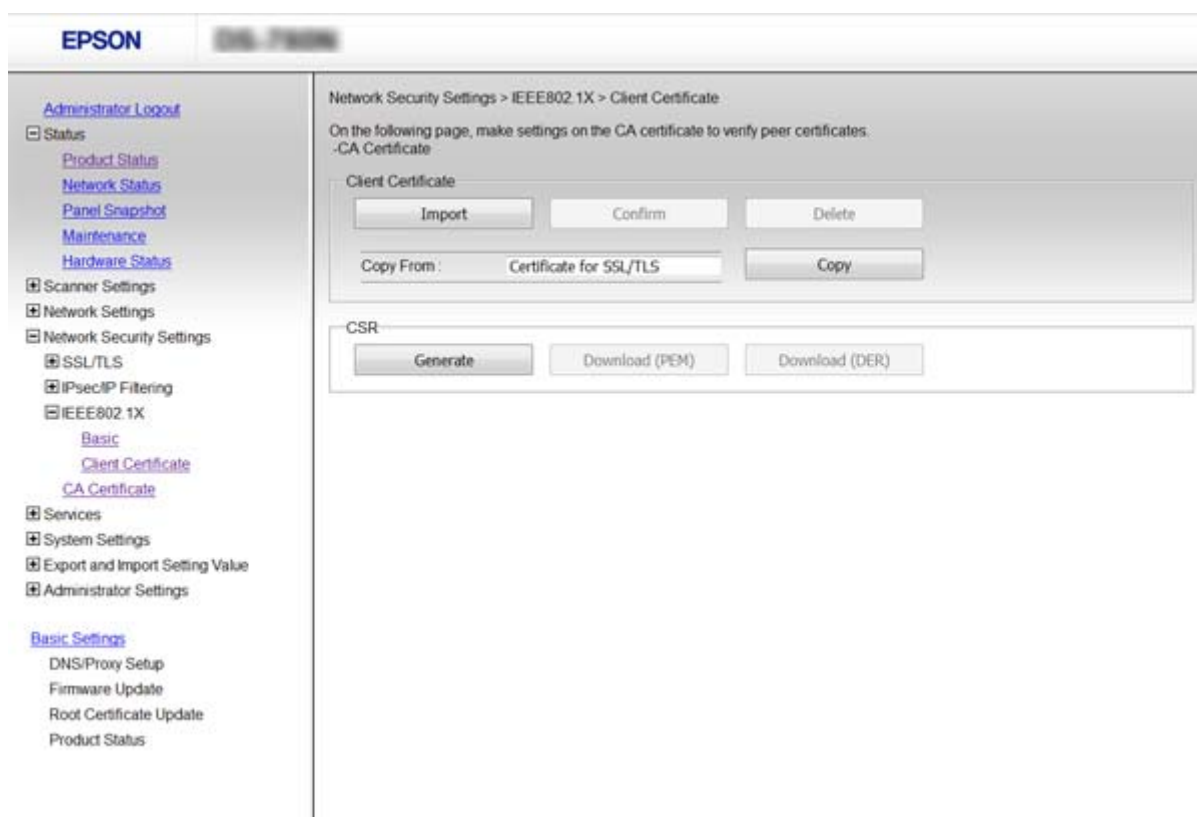 EPSON
Administrator Logout
Status
Product Status
Network Status
Panel Snapshot
Maintenance
Hardware Status
Scanner Settings
Network Settings
Network Security Settings
SSL/TLS
IPsec/IP Filtering
IEEE802.1X
Basic
Client Certificate
CA Certificate
Services
System Settings
Export and Import Setting Value
Administrator Settings
Basic Settings
DNS/Proxy Setup
Firmware Update
Root Certificate Update
Product Status
Network Security Settings > IEEE802.1X > Client Certificate
On the following page, make settings on the CA certificate to verify peer certificates.
-CA Certificate
Client Certificate
Import Confirm Delete
Copy From : Certificate for SSL/TLS Copy
CSR
Generate Download (PEM) Download (DER)